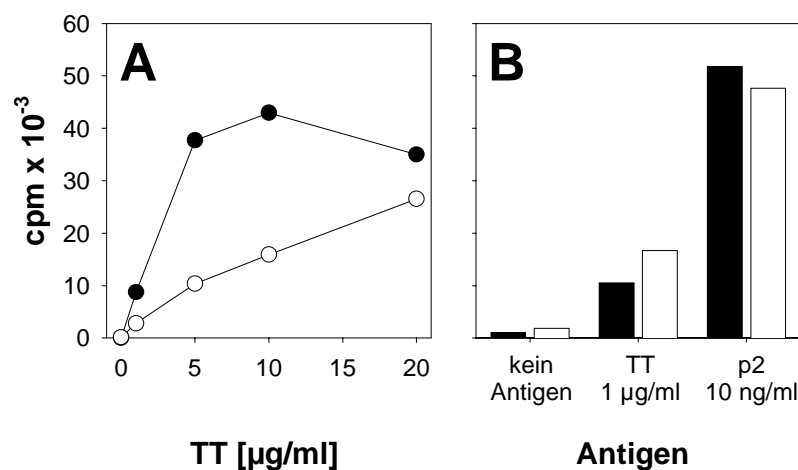 A
B
cpm x 10⁻³
60
50
40
30
20
10
0
0 5 10 15 20
TT [µg/ml]
kein Antigen
TT 1 µg/ml
p2 10 ng/ml
Antigen